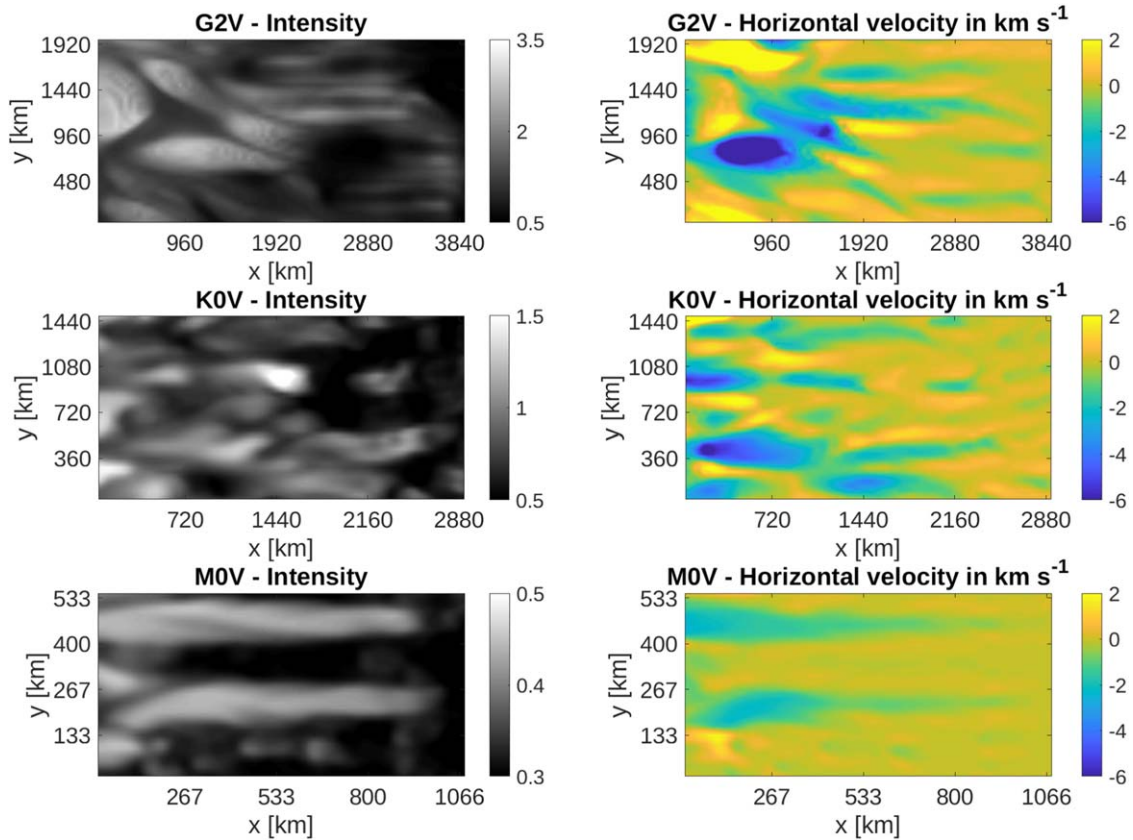 G2V - Intensity
1920
1440
960
480
y [km]
960 1920 2880 3840
x [km]
3.5
2
0.5
G2V - Horizontal velocity in km s-1
1920
1440
960
480
y [km]
960 1920 2880 3840
x [km]
2
0
-2
-4
-6
K0V - Intensity
1440
1080
720
360
y [km]
720 1440 2160 2880
x [km]
1.5
1
0.5
K0V - Horizontal velocity in km s-1
1440
1080
720
360
y [km]
720 1440 2160 2880
x [km]
2
0
-2
-4
-6
M0V - Intensity
533
400
267
133
y [km]
267 533 800 1066
x [km]
0.5
0.4
0.3
M0V - Horizontal velocity in km s-1
533
400
267
133
y [km]
267 533 800 1066
x [km]
2
0
-2
-4
-6